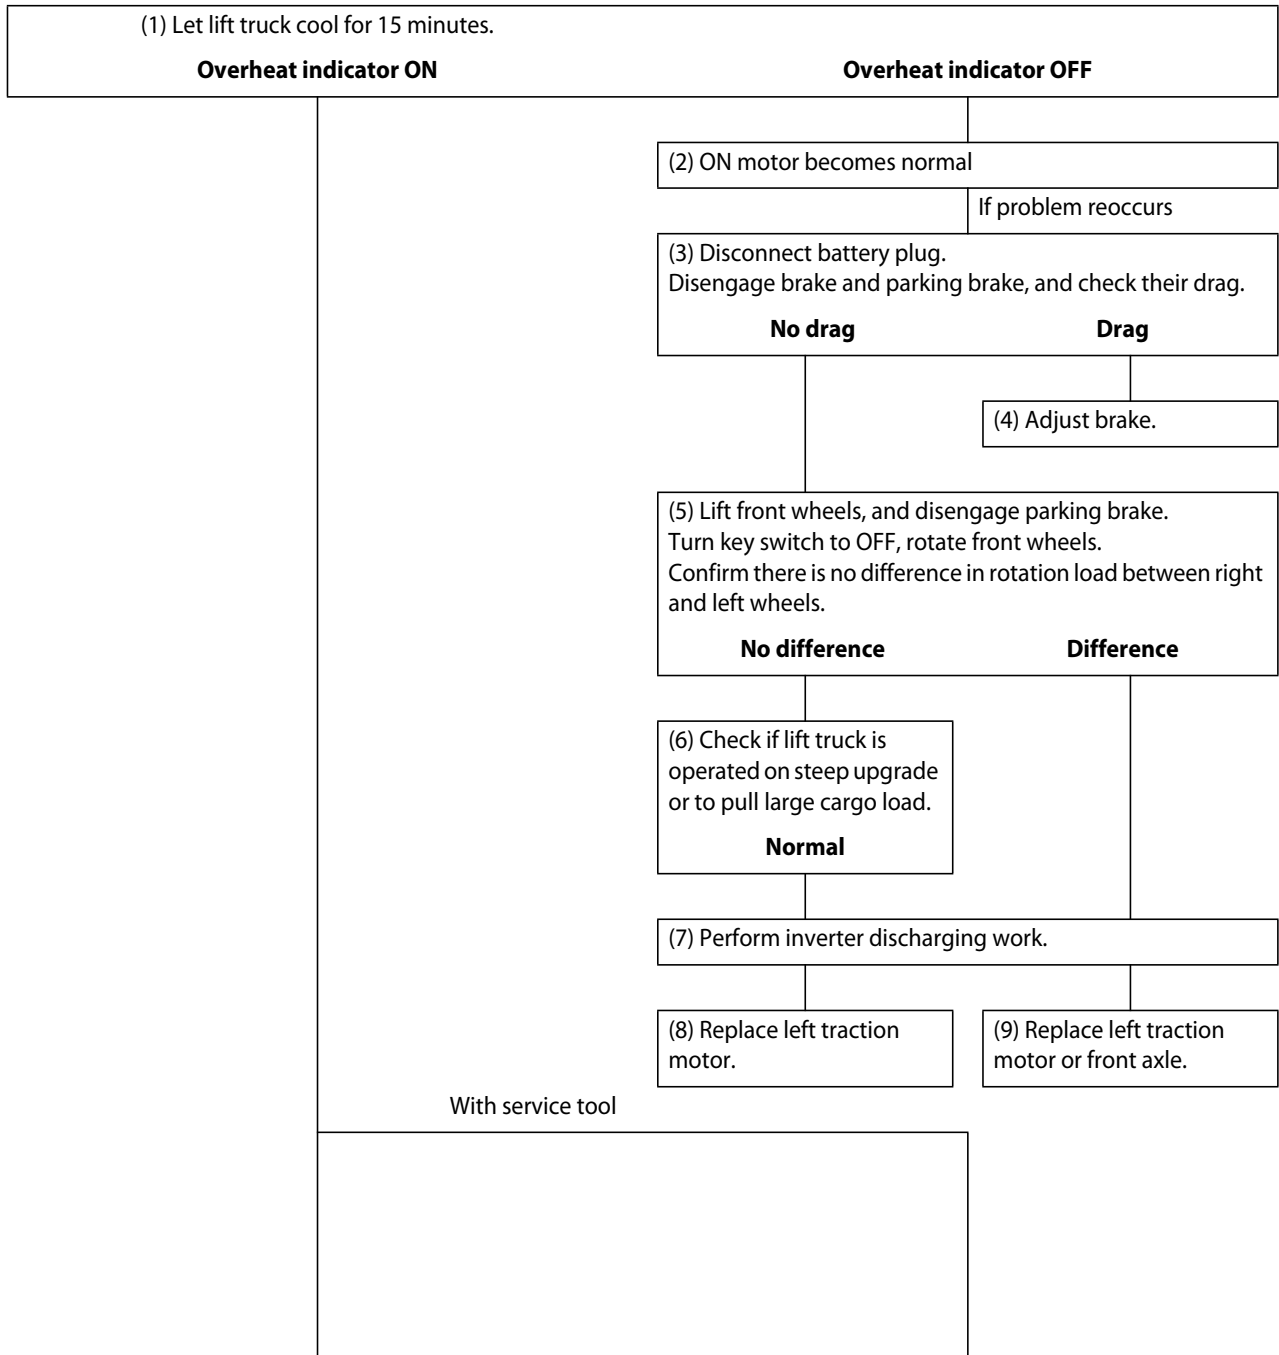 (1) Let lift truck cool for 15 minutes.
Overheat indicator ON
Overheat indicator OFF
(2) ON motor becomes normal
If problem reoccurs
(3) Disconnect battery plug.
Disengage brake and parking brake, and check their drag.
No drag
Drag
(4) Adjust brake.
(5) Lift front wheels, and disengage parking brake.
Turn key switch to OFF, rotate front wheels.
Confirm there is no difference in rotation load between right
and left wheels.
No difference
Difference
(6) Check if lift truck is
operated on steep upgrade
or to pull large cargo load.
Normal
(7) Perform inverter discharging work.
(8) Replace left traction
motor.
(9) Replace left traction
motor or front axle.
With service tool